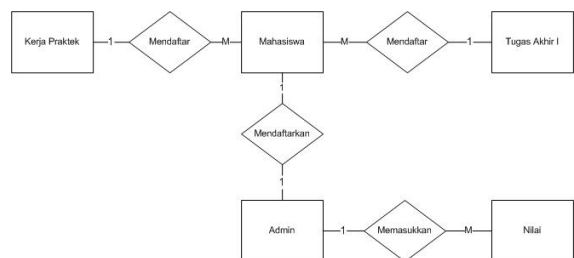 Kerja Praktek 1 Mendaftar M Mahasiswa M Mendaftar 1 Tugas Akhir I
1
Mendaftarkan
1
Admin 1 Memasukkan M Nilai